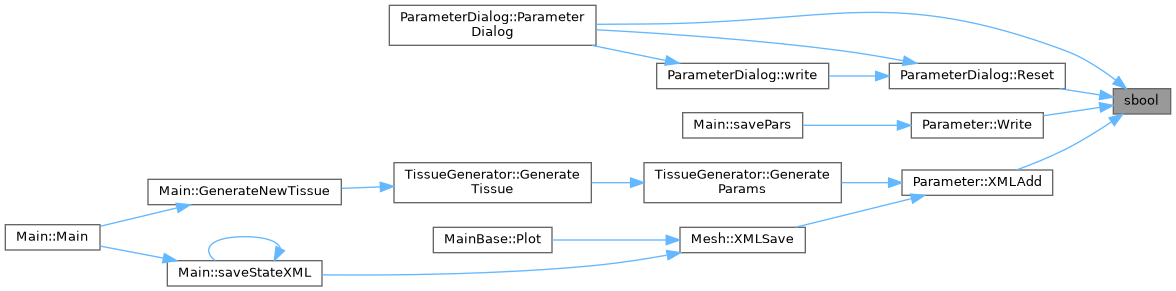 ParameterDialog::Parameter
Dialog
ParameterDialog::write
ParameterDialog::Reset
sbool
Main::savePars
Parameter::Write
Main::GenerateNewTissue
TissueGenerator::Generate
Tissue
TissueGenerator::Generate
Params
Parameter::XMLAdd
Main::Main
MainBase::Plot
Mesh::XMLSave
Main::saveStateXML